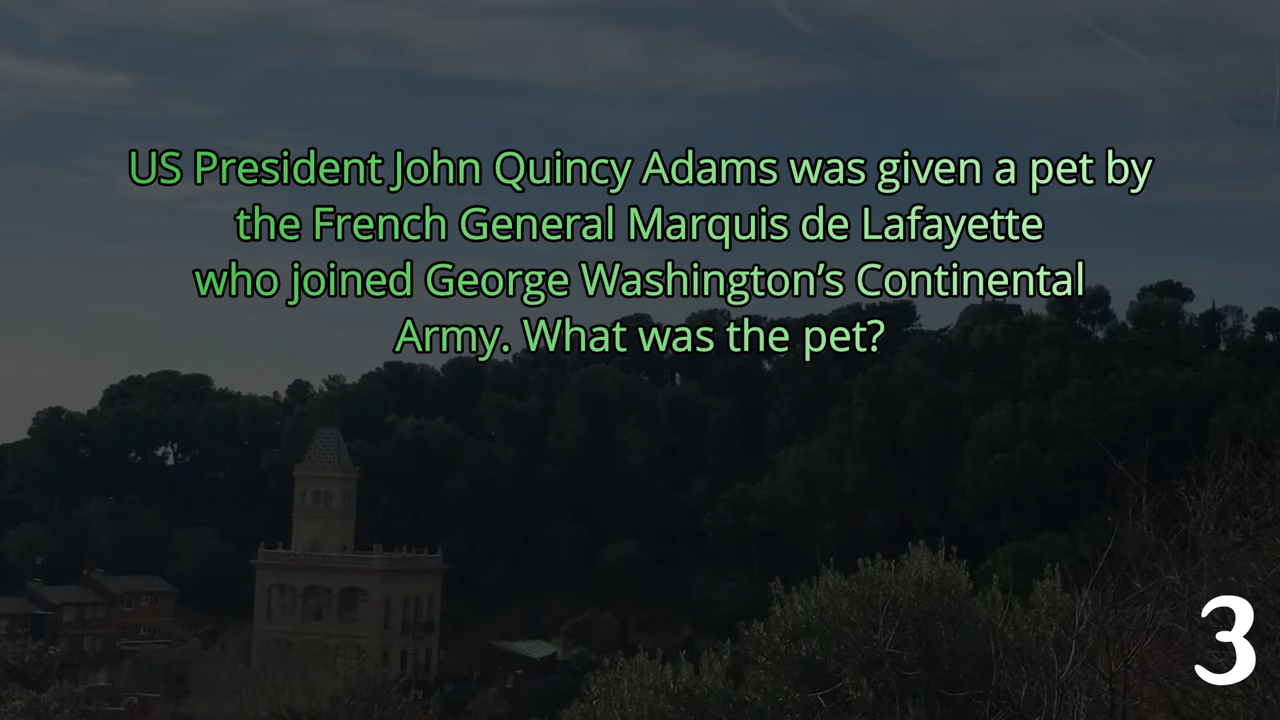 US President John Quincy Adams was given a pet by
the French General Marquis de Lafayette
who joined George Washington’s Continental
Army. What was the pet?
3